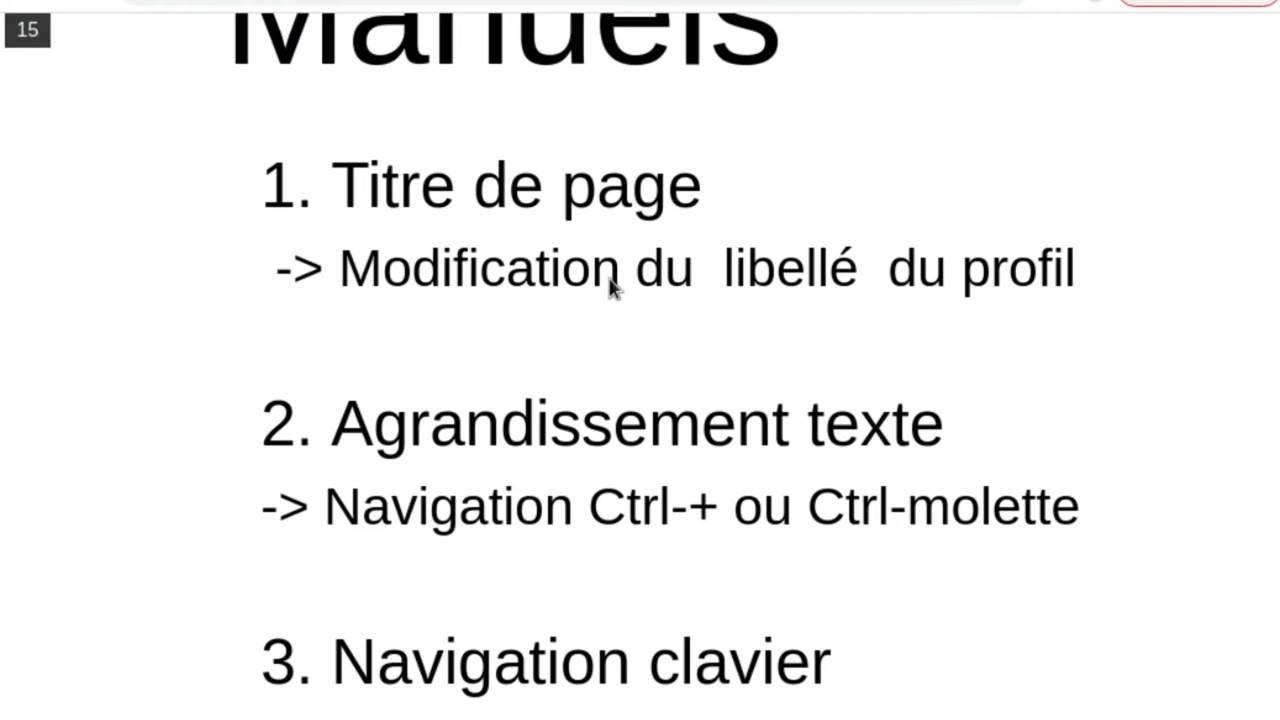 15
Manuels
1. Titre de page
-> Modification du libellé du profil
2. Agrandissement texte
-> Navigation Ctrl-+ ou Ctrl-molette
3. Navigation clavier